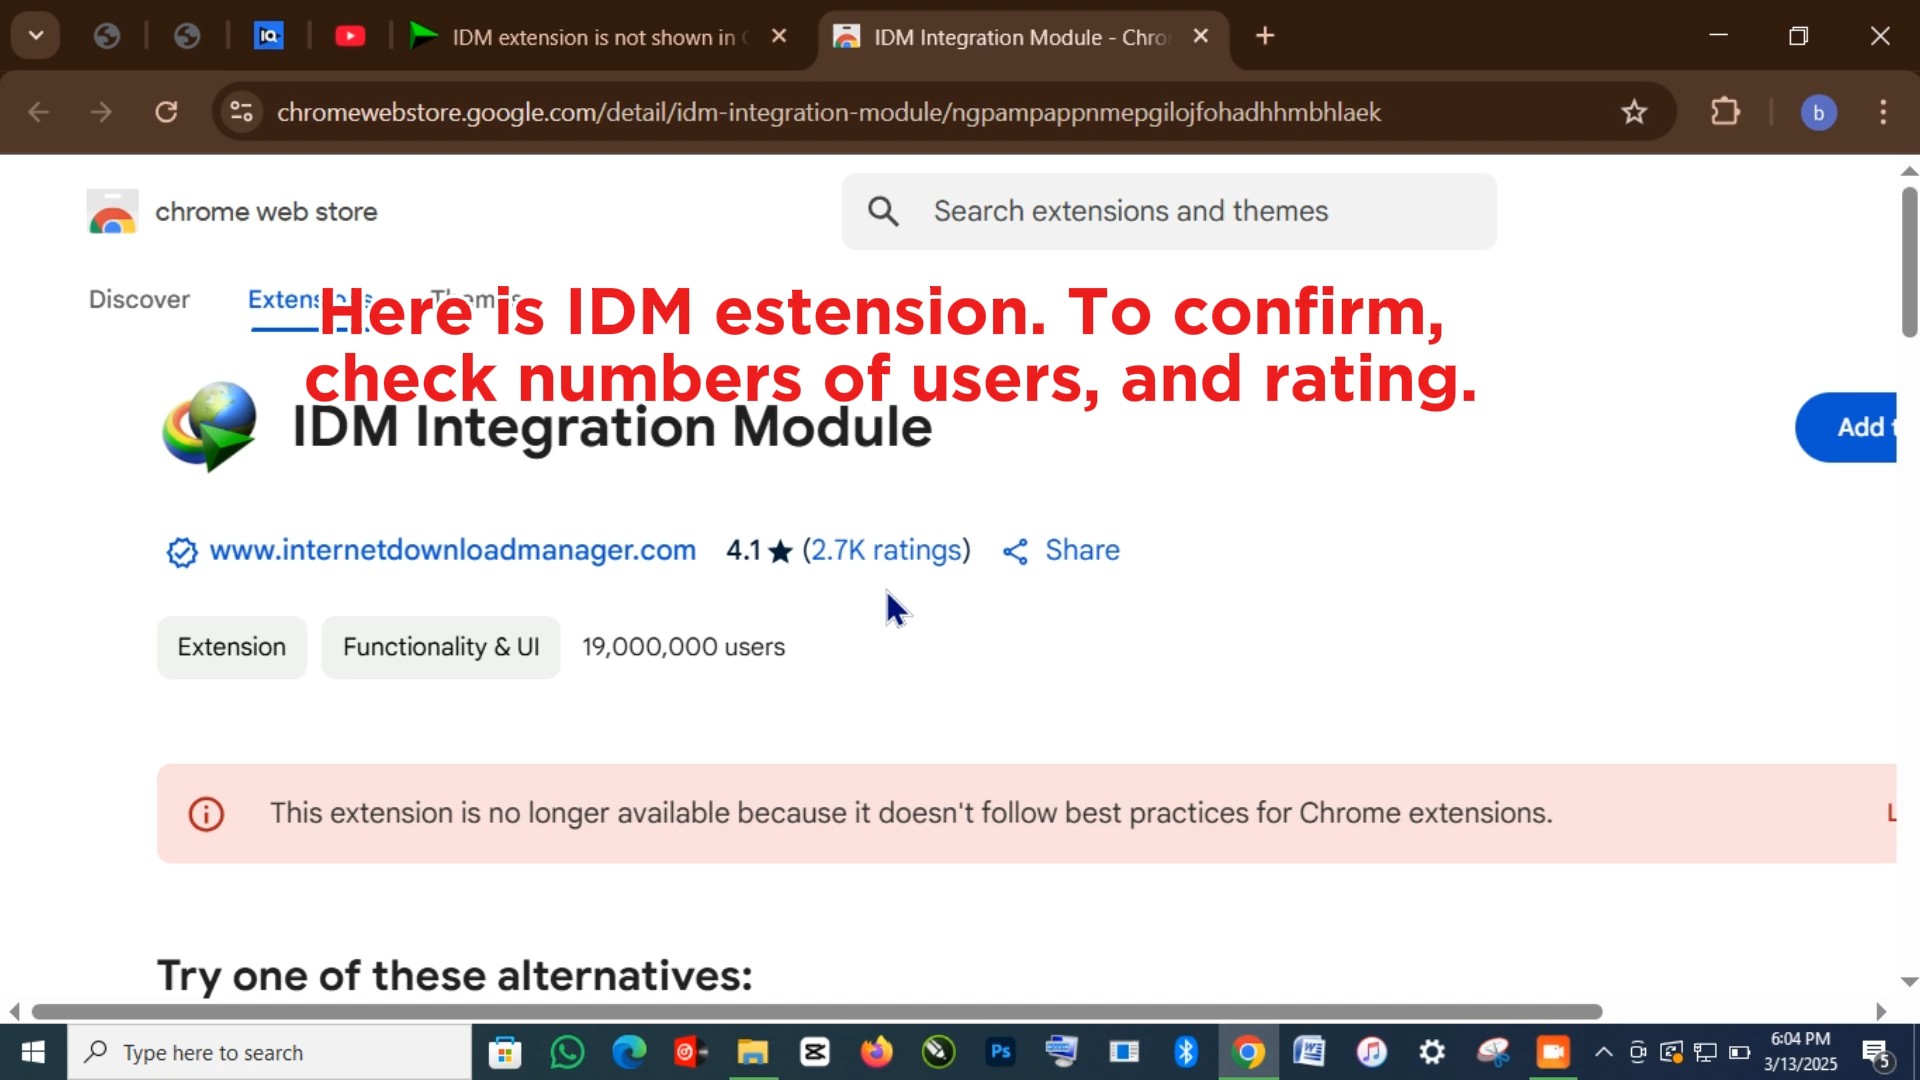 IDM extension is not shown in
IDM Integration Module - Chro
chromewebstore.google.com/detail/idm-integration-module/ngpampappnmepgilojfohadhhmbhlaek
b
chrome web store
Search extensions and themes
Discover
Extensions
Themes
Here is IDM estension. To confirm,
check numbers of users, and rating.
IDM Integration Module
Add
www.internetdownloadmanager.com 4.1★ (2.7K ratings) Share
Extension Functionality & UI 19,000,000 users
This extension is no longer available because it doesn't follow best practices for Chrome extensions.
Try one of these alternatives:
Type here to search
Ps
6:04 PM
3/13/2025
5